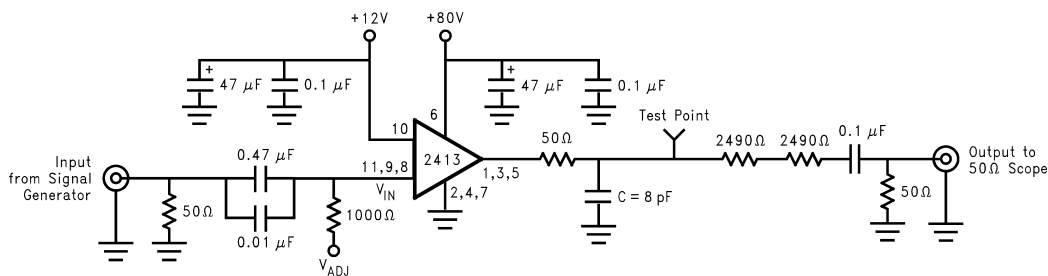 +12V
+80V
+
47 μF
0.1 μF
+
47 μF
0.1 μF
6
10
Test Point
50Ω
2490Ω
2490Ω
0.1 μF
Input
from Signal
Generator
0.47 μF
11,9,8
VIN
2413
1,3,5
2,4,7
Output to
50Ω Scope
50Ω
0.01 μF
1000Ω
VADJ
C = 8 pF
50Ω